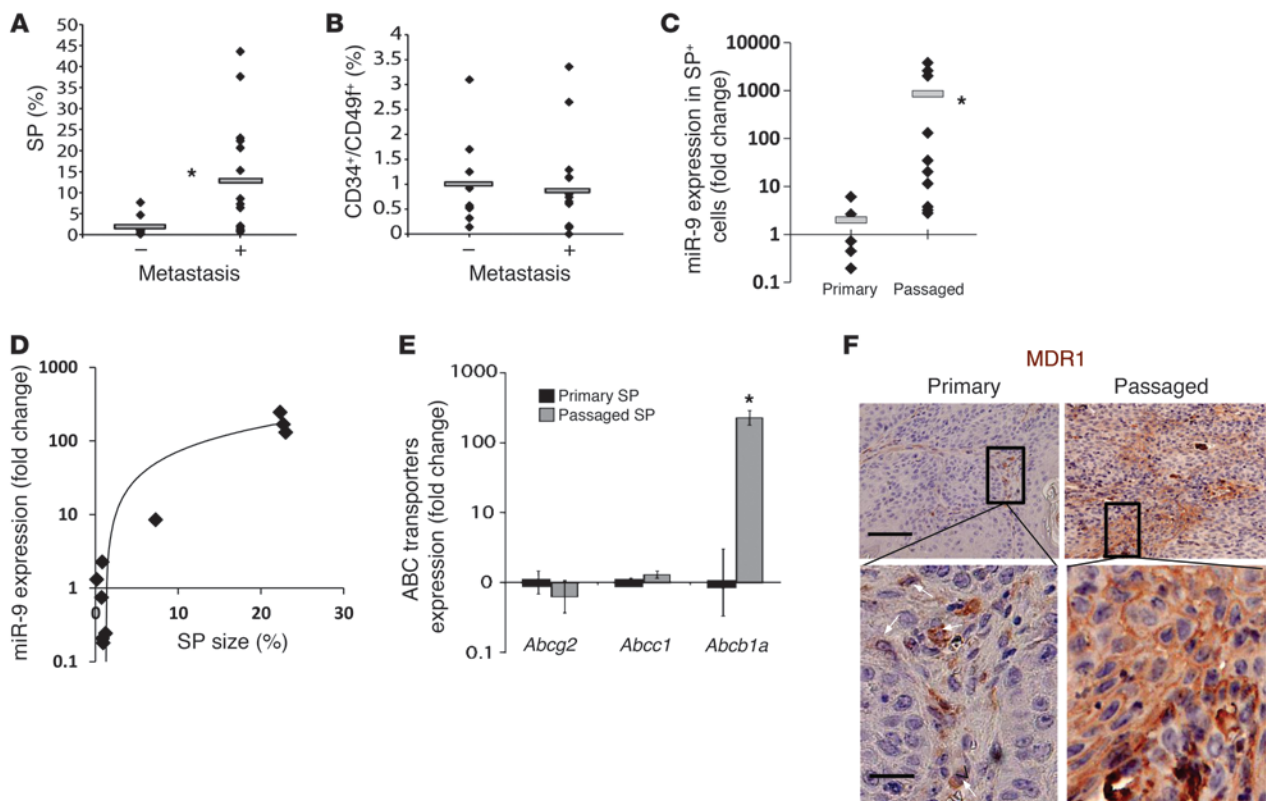 A
SP (%)
50
45
40
35
30
25
20
15
10
5
0
*
− +
Metastasis
B
CD34⁺/CD49f⁺ (%)
4
3.5
3
2.5
2
1.5
1
0.5
0
− +
Metastasis
C
miR-9 expression in SP⁺
cells (fold change)
10000
1000
100
10
1
0.1
*
Primary Passaged
D
miR-9 expression (fold change)
1000
100
10
1
0.1
0 10 20 30
SP size (%)
E
ABC transporters
expression (fold change)
1000
100
10
0
0.1
Primary SP
Passaged SP
*
Abcg2 Abcc1 Abcb1a
F
MDR1
Primary Passaged